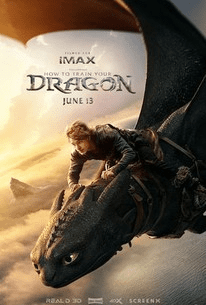 IMAX
HOW TO TRAIN YOUR
DRAGON
JUNE 13
REALD 3D
SCREENX